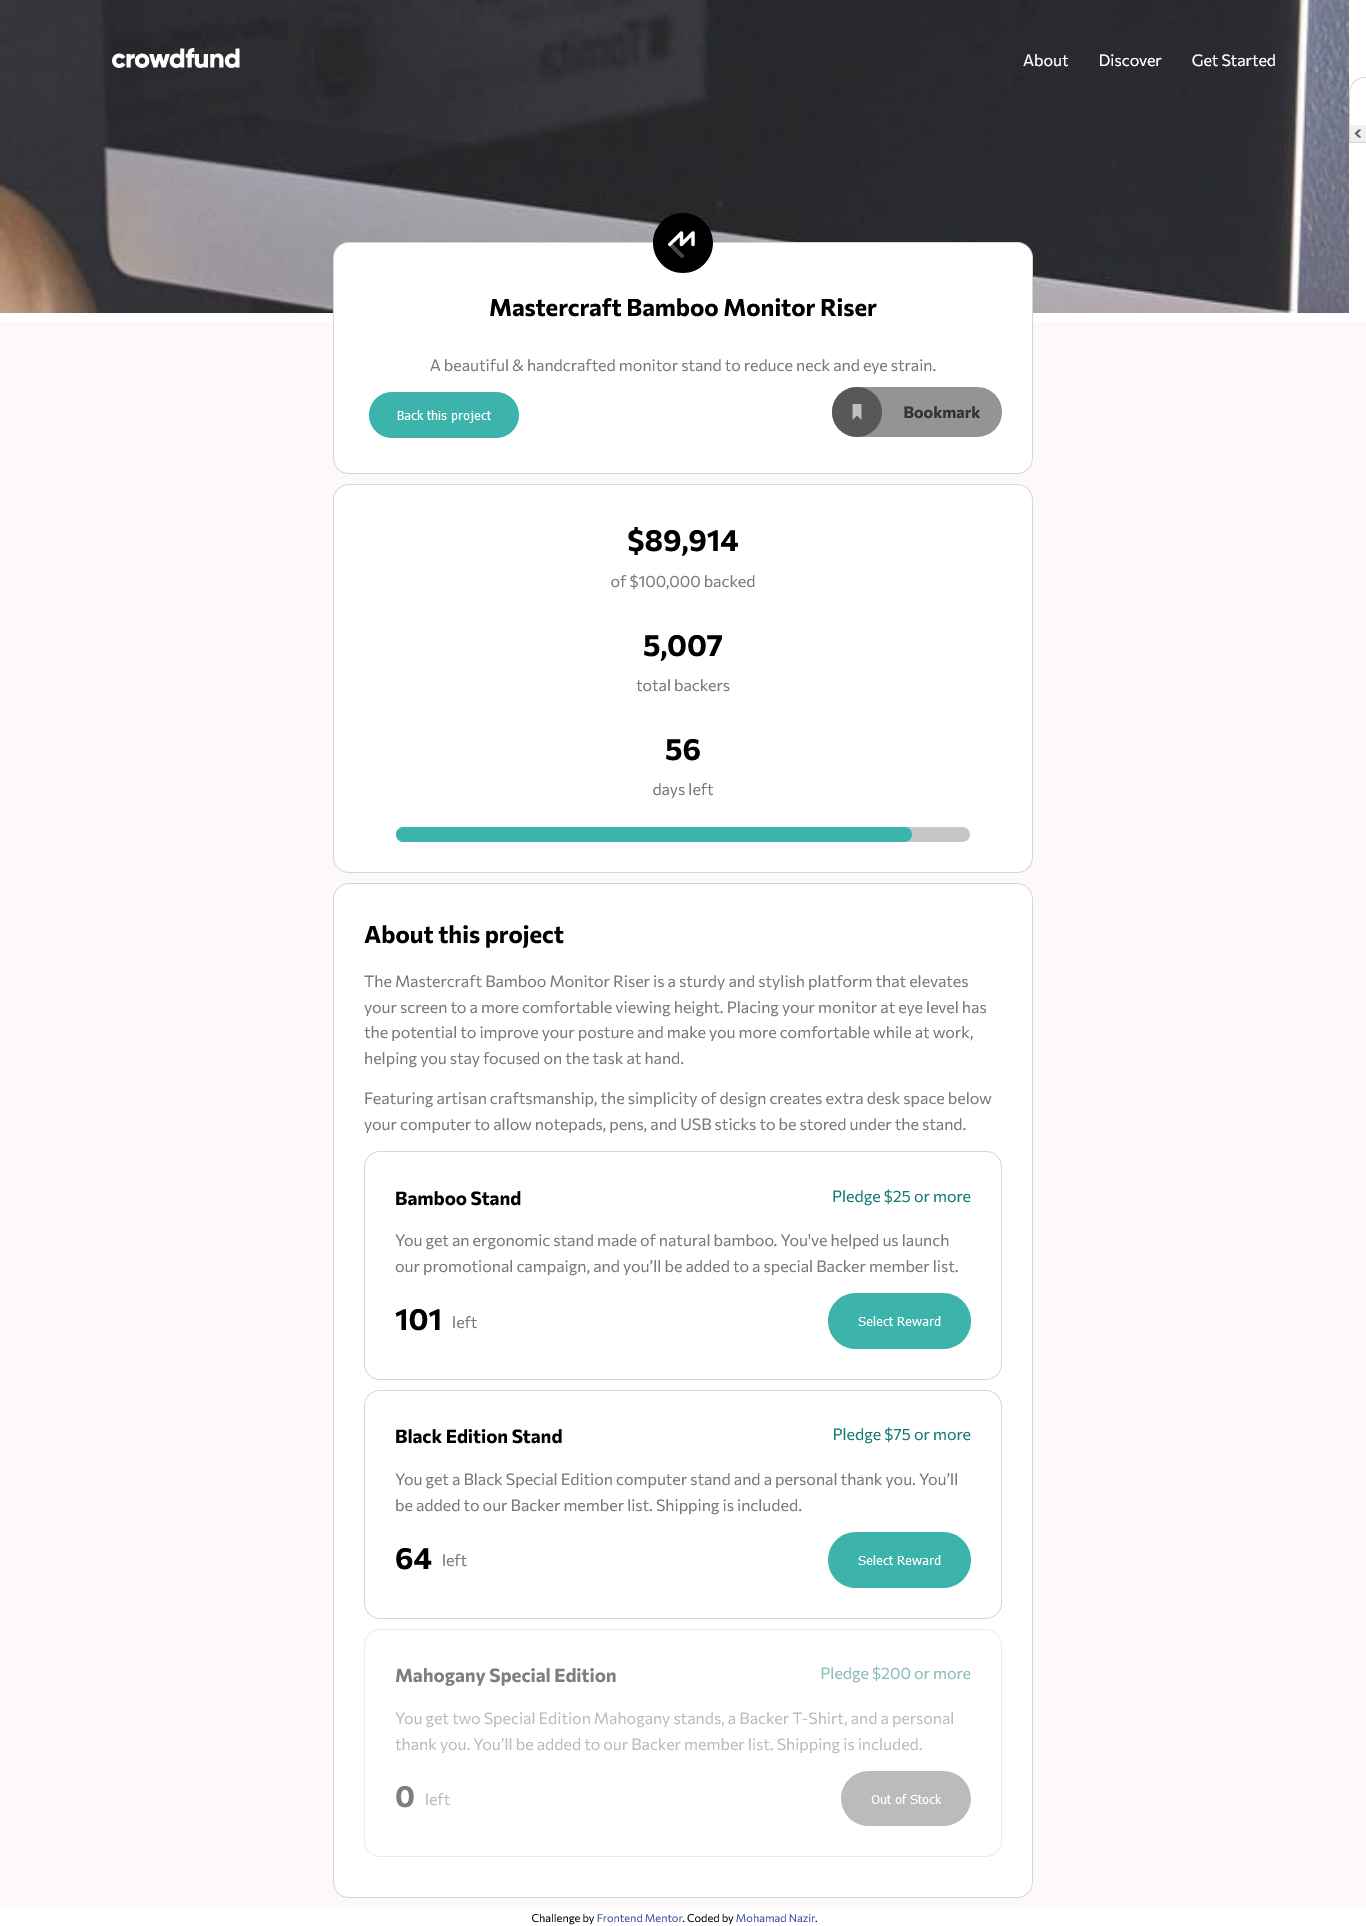 crowdfund
About Discover Get Started
Mastercraft Bamboo Monitor Riser
A beautiful & handcrafted monitor stand to reduce neck and eye strain.
Back this project
Bookmark
$89,914
of $100,000 backed
5,007
total backers
56
days left
About this project
The Mastercraft Bamboo Monitor Riser is a sturdy and stylish platform that elevates
your screen to a more comfortable viewing height. Placing your monitor at eye level has
the potential to improve your posture and make you more comfortable while at work,
helping you stay focused on the task at hand.
Featuring artisan craftsmanship, the simplicity of design creates extra desk space below
your computer to allow notepads, pens, and USB sticks to be stored under the stand.
Bamboo Stand
Pledge $25 or more
You get an ergonomic stand made of natural bamboo. You've helped us launch
our promotional campaign, and you’ll be added to a special Backer member list.
101 left
Select Reward
Black Edition Stand
Pledge $75 or more
You get a Black Special Edition computer stand and a personal thank you. You’ll
be added to our Backer member list. Shipping is included.
64 left
Select Reward
Mahogany Special Edition
Pledge $200 or more
You get two Special Edition Mahogany stands, a Backer T-Shirt, and a personal
thank you. You’ll be added to our Backer member list. Shipping is included.
0 left
Out of Stock
Challenge by Frontend Mentor. Coded by Mohamad Nazir.